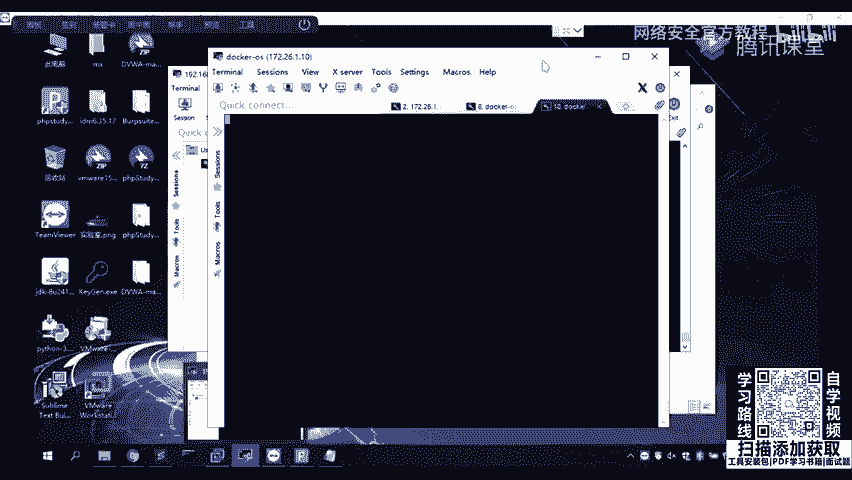 网络安全官方教程
腾讯课堂
docker-os (172.26.1.10)
Terminal Sessions View X server Tools Settings Macros Help
Quick connect...
2. 172.26.1.
8. docker-o
10. docker
192.16
Terminal
Session
Quick c
Sessions
Tools
Macros
Sessions
Tools
Macros
此电脑
mx
DVWA-ma...
phpstudy...
idm6.35.17
Burpsuite...
回收站
vmware15...
phpStudy...
TeamViewer
实验室.png
phpStudy...
jdk-8u241...
KeyGen.exe
DVWA-ma...
python-3...
VMware-...
Sublime Text Bui...
VMware Workstati...
学习路线
自学视频
扫描添加获取
工具安装包|PDF学习书籍|面试题